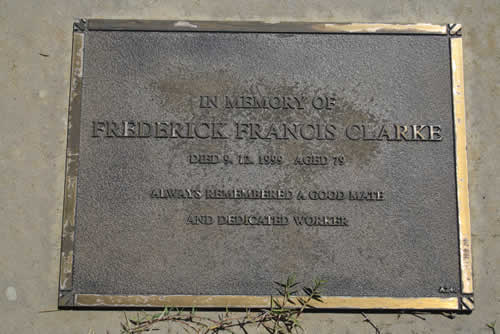 IN MEMORY OF
FREDERICK FRANCIS CLARKE
DIED 9. 12. 1999 AGED 79
ALWAYS REMEMBERED A GOOD MATE
AND DEDICATED WORKER